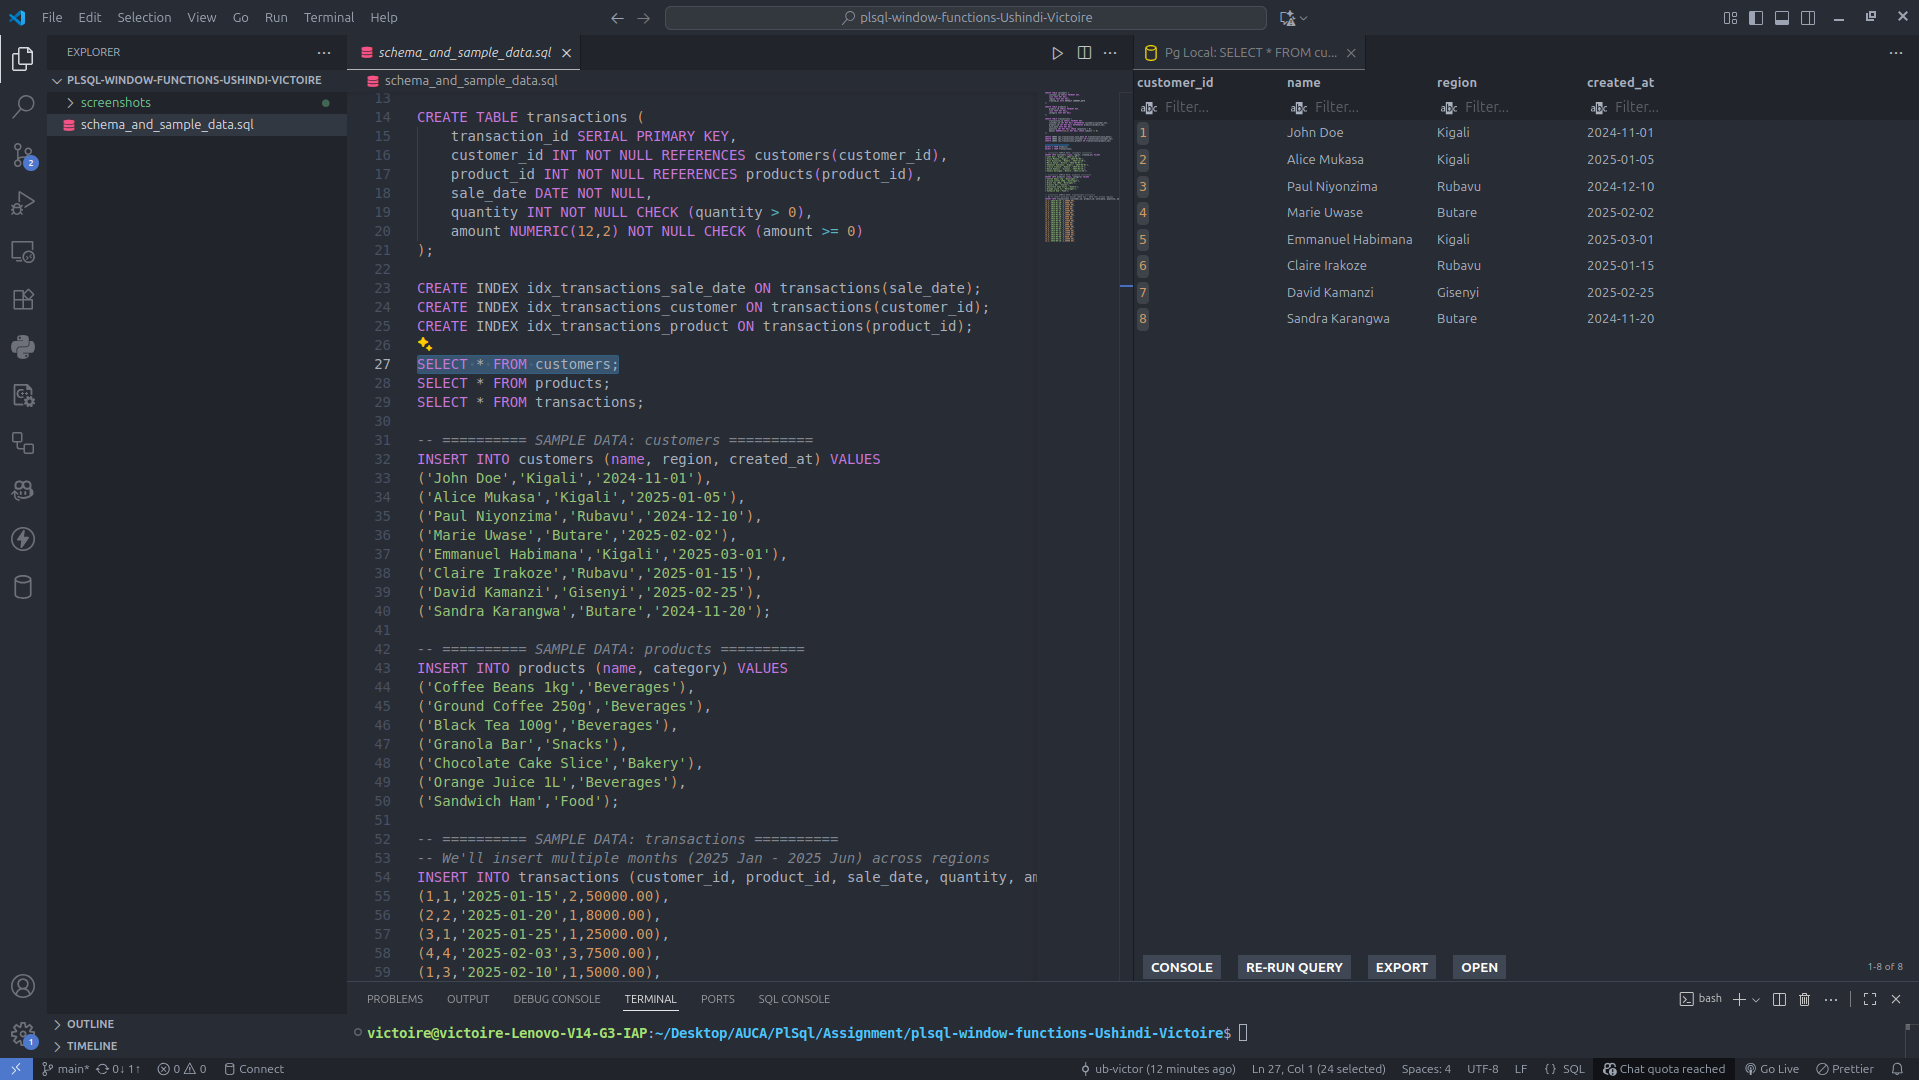 File Edit Selection View Go Run Terminal Help
plsql-window-functions-Ushindi-Victoire
EXPLORER
PLSQL-WINDOW-FUNCTIONS-USHINDI-VICTOIRE
screenshots
schema_and_sample_data.sql
2
1
OUTLINE
TIMELINE
schema_and_sample_data.sql
schema_and_sample_data.sql
13
14 CREATE TABLE transactions (
15 transaction_id SERIAL PRIMARY KEY,
16 customer_id INT NOT NULL REFERENCES customers(customer_id),
17 product_id INT NOT NULL REFERENCES products(product_id),
18 sale_date DATE NOT NULL,
19 quantity INT NOT NULL CHECK (quantity > 0),
20 amount NUMERIC(12,2) NOT NULL CHECK (amount >= 0)
21 );
22
23 CREATE INDEX idx_transactions_sale_date ON transactions(sale_date);
24 CREATE INDEX idx_transactions_customer ON transactions(customer_id);
25 CREATE INDEX idx_transactions_product ON transactions(product_id);
26
27 SELECT * FROM customers;
28 SELECT * FROM products;
29 SELECT * FROM transactions;
30
31 -- ========== SAMPLE DATA: customers ==========
32 INSERT INTO customers (name, region, created_at) VALUES
33 ('John Doe','Kigali','2024-11-01'),
34 ('Alice Mukasa','Kigali','2025-01-05'),
35 ('Paul Niyonzima','Rubavu','2024-12-10'),
36 ('Marie Uwase','Butare','2025-02-02'),
37 ('Emmanuel Habimana','Kigali','2025-03-01'),
38 ('Claire Irakoze','Rubavu','2025-01-15'),
39 ('David Kamanzi','Gisenyi','2025-02-25'),
40 ('Sandra Karangwa','Butare','2024-11-20');
41
42 -- ========== SAMPLE DATA: products ==========
43 INSERT INTO products (name, category) VALUES
44 ('Coffee Beans 1kg','Beverages'),
45 ('Ground Coffee 250g','Beverages'),
46 ('Black Tea 100g','Beverages'),
47 ('Granola Bar','Snacks'),
48 ('Chocolate Cake Slice','Bakery'),
49 ('Orange Juice 1L','Beverages'),
50 ('Sandwich Ham','Food');
51
52 -- ========== SAMPLE DATA: transactions ==========
53 -- We'll insert multiple months (2025 Jan - 2025 Jun) across regions
54 INSERT INTO transactions (customer_id, product_id, sale_date, quantity, am
55 (1,1,'2025-01-15',2,50000.00),
56 (2,2,'2025-01-20',1,8000.00),
57 (3,1,'2025-01-25',1,25000.00),
58 (4,4,'2025-02-03',3,7500.00),
59 (1,3,'2025-02-10',1,5000.00),
Pg Local: SELECT * FROM cu...
customer_id name region created_at
abc Filter... abc Filter... abc Filter... abc Filter...
1 John Doe Kigali 2024-11-01
2 Alice Mukasa Kigali 2025-01-05
3 Paul Niyonzima Rubavu 2024-12-10
4 Marie Uwase Butare 2025-02-02
5 Emmanuel Habimana Kigali 2025-03-01
6 Claire Irakoze Rubavu 2025-01-15
7 David Kamanzi Gisenyi 2025-02-25
8 Sandra Karangwa Butare 2024-11-20
CONSOLE RE-RUN QUERY EXPORT OPEN 1-8 of 8
PROBLEMS OUTPUT DEBUG CONSOLE TERMINAL PORTS SQL CONSOLE bash
victoire@victoire-Lenovo-V14-G3-IAP:~/Desktop/AUCA/PlSql/Assignment/plsql-window-functions-Ushindi-Victoire$
main* 0↓ 1↑ 0 0 Connect ub-victor (12 minutes ago) Ln 27, Col 1 (24 selected) Spaces: 4 UTF-8 LF {} SQL Chat quota reached Go Live Prettier